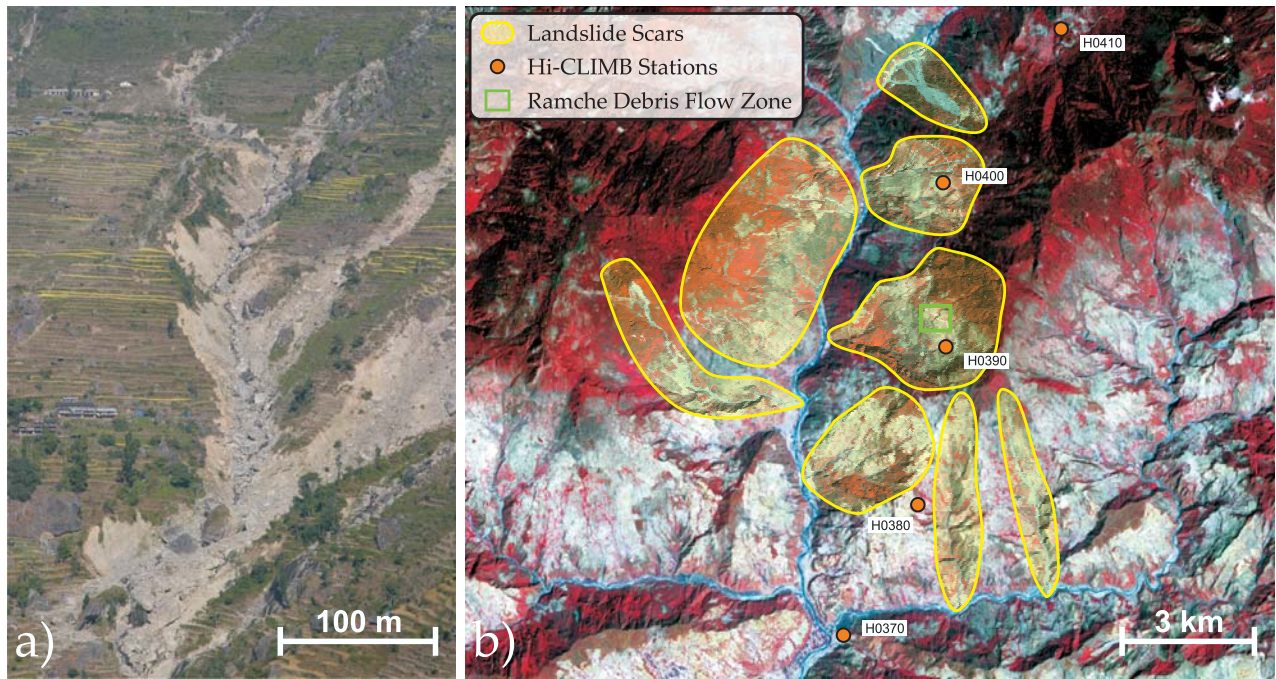 a)
100 m
Landslide Scars
Hi-CLIMB Stations
Ramche Debris Flow Zone
H0410
H0400
H0390
H0380
H0370
b)
3 km